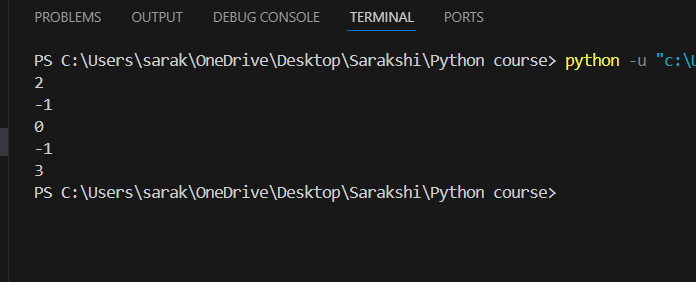 PROBLEMS OUTPUT DEBUG CONSOLE TERMINAL PORTS
PS C:\Users\sarak\OneDrive\Desktop\Sarakshi\Python course> python -u "c:\U
2
-1
0
-1
3
PS C:\Users\sarak\OneDrive\Desktop\Sarakshi\Python course>